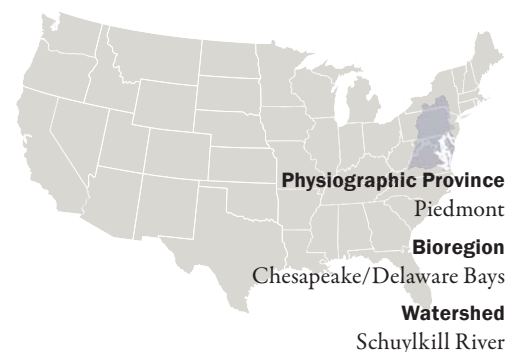 Physiographic Province
Piedmont
Bioregion
Chesapeake/Delaware Bays
Watershed
Schuylkill River